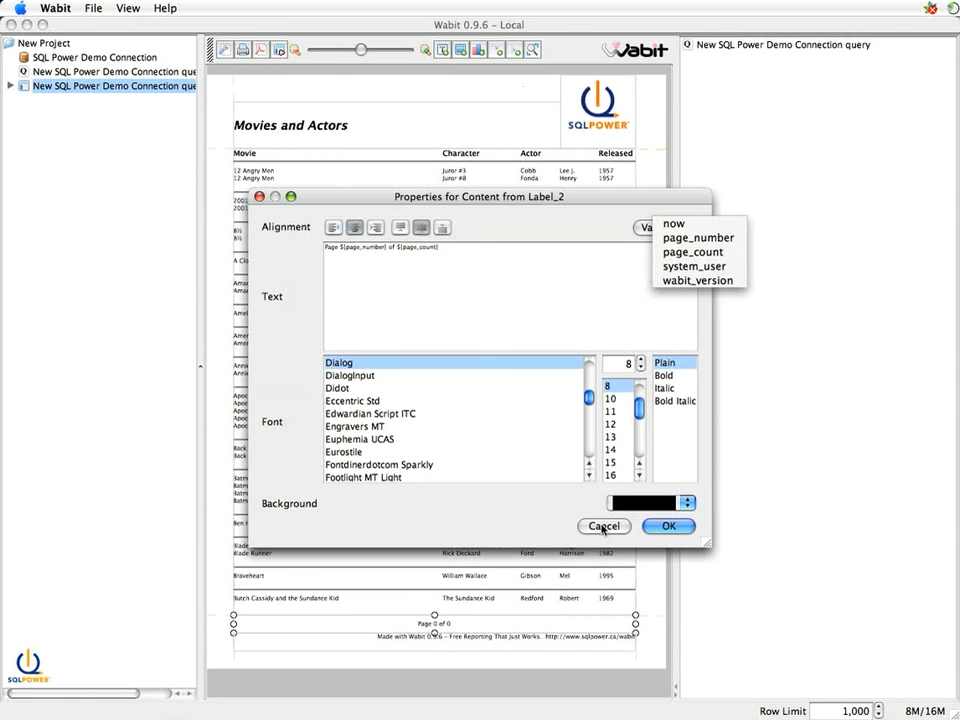 Wabit File View Help
Wabit 0.9.6 - Local
New Project
SQL Power Demo Connection
New SQL Power Demo Connection que
New SQL Power Demo Connection que
Wabit
New SQL Power Demo Connection query
SQLPOWER
Movies and Actors
Movie Character Actor Released
12 Angry Men Juror #3 Cobb Lee J. 1957
12 Angry Men Juror #8 Fonda Henry 1957
Properties for Content from Label_2
Alignment
Va
now
page_number
page_count
system_user
wabit_version
Page ${page_number} of ${page_count}
Text
Font
Dialog
DialogInput
Didot
Eccentric Std
Edwardian Script ITC
Engravers MT
Euphemia UCAS
Eurostile
Fontdinerdotcom Sparkly
Footlight MT Light
8
8
10
11
12
13
14
15
16
Plain
Bold
Italic
Bold Italic
Background
Cancel OK
Blade Runner Rick Deckard Ford Harrison 1982
Braveheart William Wallace Gibson Mel 1995
Butch Cassidy and the Sundance Kid The Sundance Kid Redford Robert 1969
Page 0 of 0
Made with Wabit 0.9.6 - Free Reporting That Just Works. http://www.sqlpower.ca/wabit
SQLPOWER
Row Limit 1,000 8M/16M